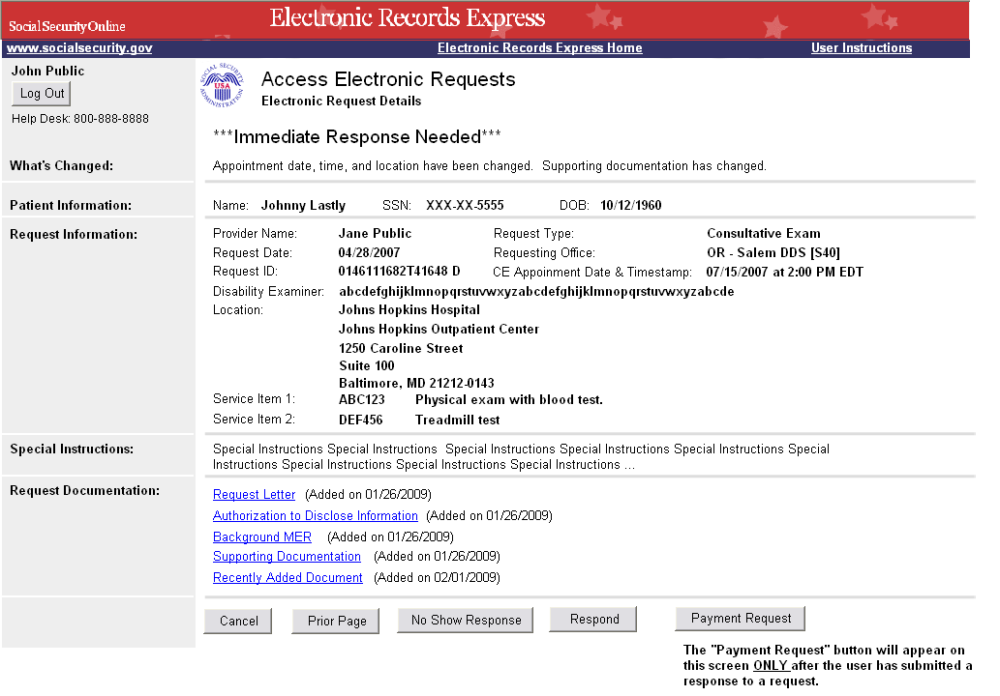 Social Security Online
Electronic Records Express
www.socialsecurity.gov Electronic Records Express Home User Instructions
John Public
Log Out
Help Desk: 800-888-8888
SOCIAL SECURITY ADMINISTRATION
USA
Access Electronic Requests
Electronic Request Details
***Immediate Response Needed***
What's Changed: Appointment date, time, and location have been changed. Supporting documentation has changed.
Patient Information: Name: Johnny Lastly SSN: XXX-XX-5555 DOB: 10/12/1960
Request Information: Provider Name: Jane Public Request Type: Consultative Exam
Request Date: 04/28/2007 Requesting Office: OR - Salem DDS [S40]
Request ID: 0146111682T41648 D CE Appoinment Date & Timestamp: 07/15/2007 at 2:00 PM EDT
Disability Examiner: abcdefghijklmnopqrstuvwxyzabcdefghijklmnopqrstuvwxyzabcde
Location: Johns Hopkins Hospital
Johns Hopkins Outpatient Center
1250 Caroline Street
Suite 100
Baltimore, MD 21212-0143
Service Item 1: ABC123 Physical exam with blood test.
Service Item 2: DEF456 Treadmill test
Special Instructions: Special Instructions Special Instructions Special Instructions Special Instructions Special Instructions Special
Instructions Special Instructions Special Instructions Special Instructions ...
Request Documentation: Request Letter (Added on 01/26/2009)
Authorization to Disclose Information (Added on 01/26/2009)
Background MER (Added on 01/26/2009)
Supporting Documentation (Added on 01/26/2009)
Recently Added Document (Added on 02/01/2009)
Cancel Prior Page No Show Response Respond Payment Request
The "Payment Request" button will appear on
this screen ONLY after the user has submitted a
response to a request.